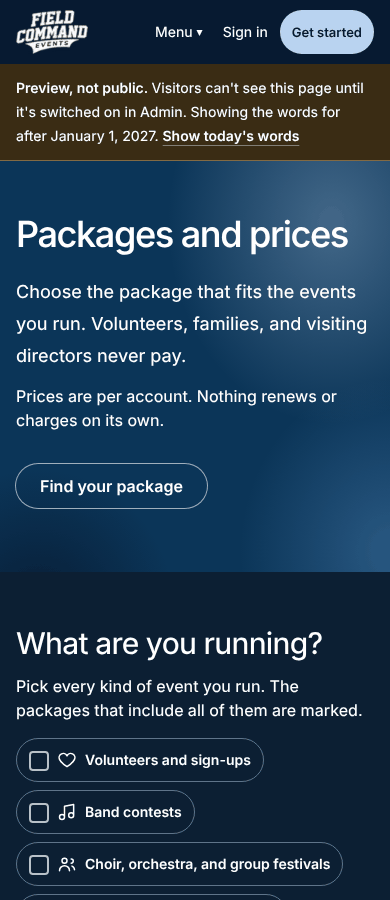 FIELD
COMMAND
EVENTS
Menu ▾
Sign in
Get started
Preview, not public. Visitors can't see this page until
it's switched on in Admin. Showing the words for
after January 1, 2027. Show today's words
Packages and prices
Choose the package that fits the events
you run. Volunteers, families, and visiting
directors never pay.
Prices are per account. Nothing renews or
charges on its own.
Find your package
What are you running?
Pick every kind of event you run. The
packages that include all of them are marked.
Volunteers and sign-ups
Band contests
Choir, orchestra, and group festivals